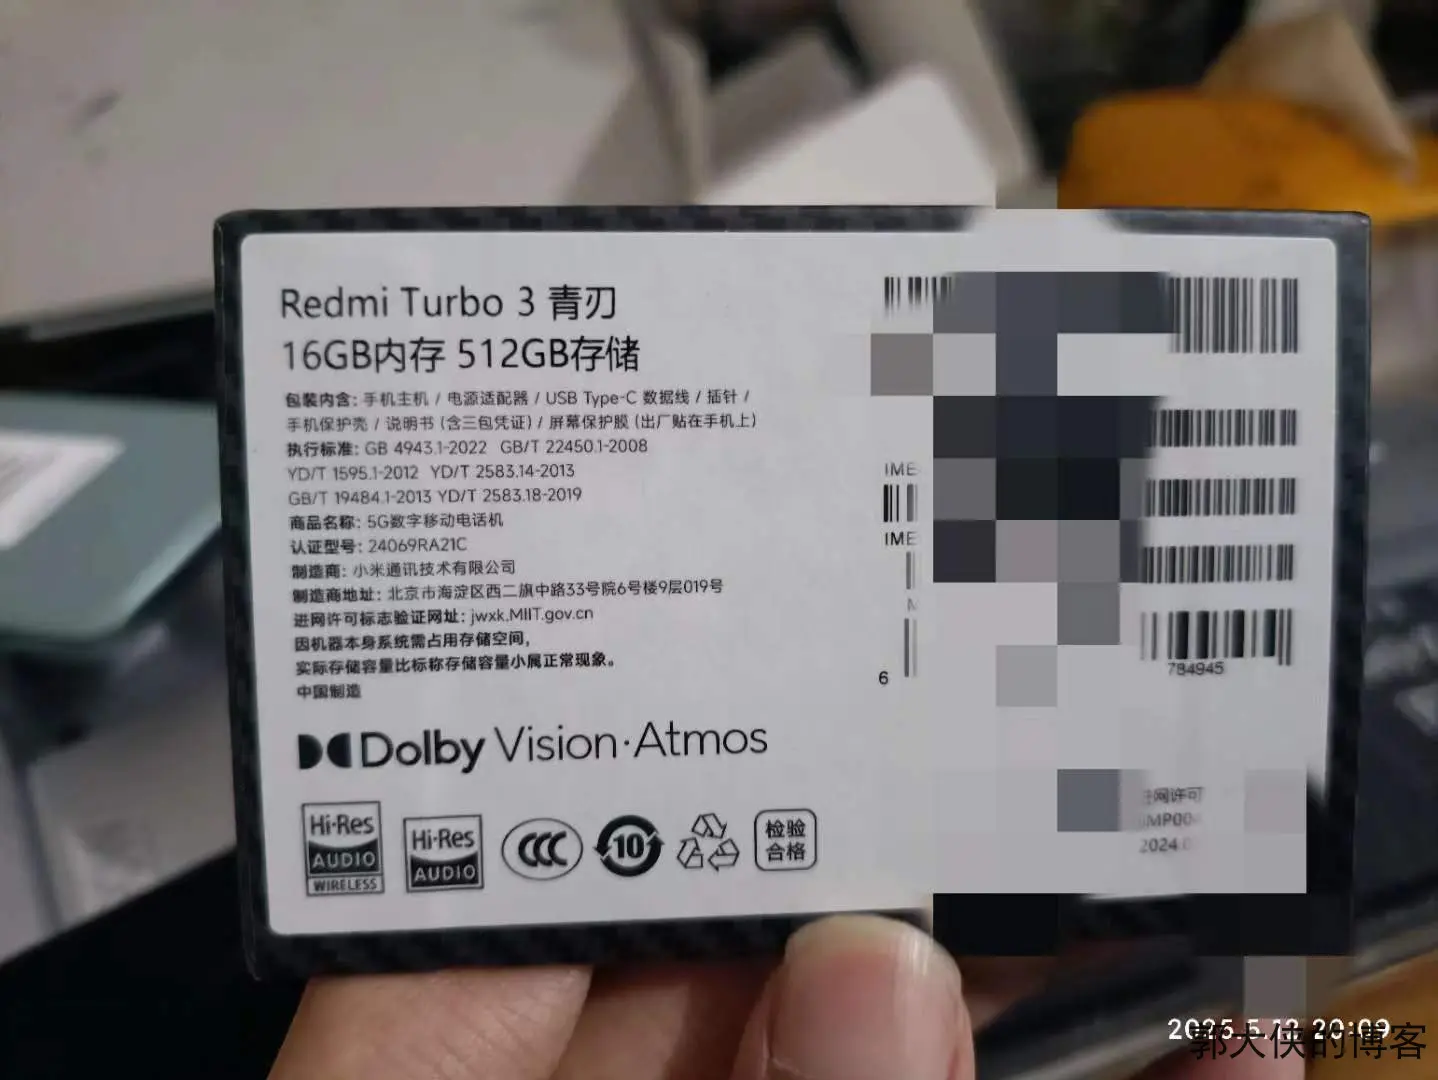 Redmi Turbo 3 青刃
16GB内存 512GB存储
包装内含: 手机主机 / 电源适配器 / USB Type-C 数据线 / 插针 /
手机保护壳 / 说明书 (含三包凭证) / 屏幕保护膜 (出厂贴在手机上)
执行标准: GB 4943.1-2022 GB/T 22450.1-2008
YD/T 1595.1-2012 YD/T 2583.14-2013
GB/T 19484.1-2013 YD/T 2583.18-2019
商品名称: 5G数字移动电话机
认证型号: 24069RA21C
制造商: 小米通讯技术有限公司
制造商地址: 北京市海淀区西二旗中路33号院6号楼9层019号
进网许可标志验证网址: jwxk.MIIT.gov.cn
因机器本身系统需占用存储空间,
实际存储容量比标称存储容量小属正常现象。
中国制造
Dolby Vision·Atmos
Hi-Res
AUDIO
WIRELESS
Hi-Res
AUDIO
CCC
10
检验
合格
IME
IME
6
784945
网许可
MP00
2024.0
2025.5.12 20:09
郭大侠的博客